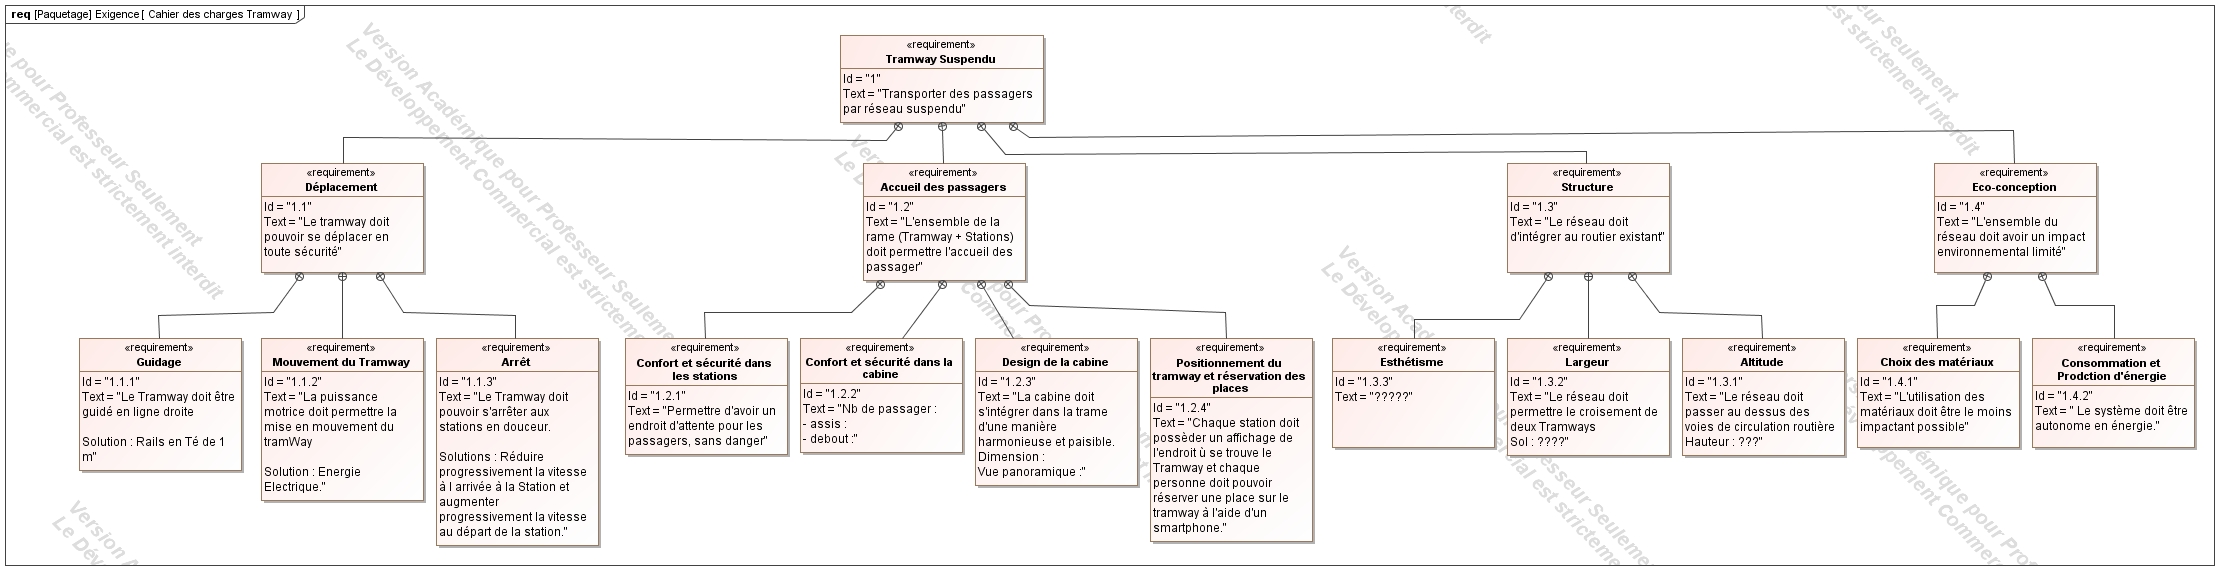 req [Paquetage] Exigence [ Cahier des charges Tramway ]
«requirement»
Tramway Suspendu
Id = "1"
Text = "Transporter des passagers
par réseau suspendu"
«requirement»
Déplacement
Id = "1.1"
Text = "Le tramway doit
pouvoir se déplacer en
toute sécurité"
«requirement»
Accueil des passagers
Id = "1.2"
Text = "L'ensemble de la
rame (Tramway + Stations)
doit permettre l'accueil des
passager"
«requirement»
Structure
Id = "1.3"
Text = "Le réseau doit
d'intégrer au routier existant"
«requirement»
Eco-conception
Id = "1.4"
Text = "L'ensemble du
réseau doit avoir un impact
environnemental limité"
«requirement»
Guidage
Id = "1.1.1"
Text = "Le Tramway doit être
guidé en ligne droite
Solution : Rails en Té de 1
m"
«requirement»
Mouvement du Tramway
Id = "1.1.2"
Text = "La puissance
motrice doit permettre la
mise en mouvement du
tramWay
Solution : Energie
Electrique."
«requirement»
Arrêt
Id = "1.1.3"
Text = "Le Tramway doit
pouvoir s'arrêter aux
stations en douceur.
Solutions : Réduire
progressivement la vitesse
à l arrivée à la Station et
augmenter
progressivement la vitesse
au départ de la station."
«requirement»
Confort et sécurité dans
les stations
Id = "1.2.1"
Text = "Permettre d'avoir un
endroit d'attente pour les
passagers, sans danger"
«requirement»
Confort et sécurité dans la
cabine
Id = "1.2.2"
Text = "Nb de passager :
- assis :
- debout :"
«requirement»
Design de la cabine
Id = "1.2.3"
Text = "La cabine doit
s'intégrer dans la trame
d'une manière
harmonieuse et paisible.
Dimension :
Vue panoramique :"
«requirement»
Positionnement du
tramway et réservation des
places
Id = "1.2.4"
Text = "Chaque station doit
possèder un affichage de
l'endroit ù se trouve le
Tramway et chaque
personne doit pouvoir
réserver une place sur le
tramway à l'aide d'un
smartphone."
«requirement»
Esthétisme
Id = "1.3.3"
Text = "?????"
«requirement»
Largeur
Id = "1.3.2"
Text = "Le réseau doit
permettre le croisement de
deux Tramways
Sol : ????"
«requirement»
Altitude
Id = "1.3.1"
Text = "Le réseau doit
passer au dessus des
voies de circulation routière
Hauteur : ???"
«requirement»
Choix des matériaux
Id = "1.4.1"
Text = "L'utilisation des
matériaux doit être le moins
impactant possible"
«requirement»
Consommation et
Prodction d'énergie
Id = "1.4.2"
Text = " Le système doit être
autonome en énergie."
Version Académique pour Professeur Seulement
Le Développement Commercial est strictement interdit